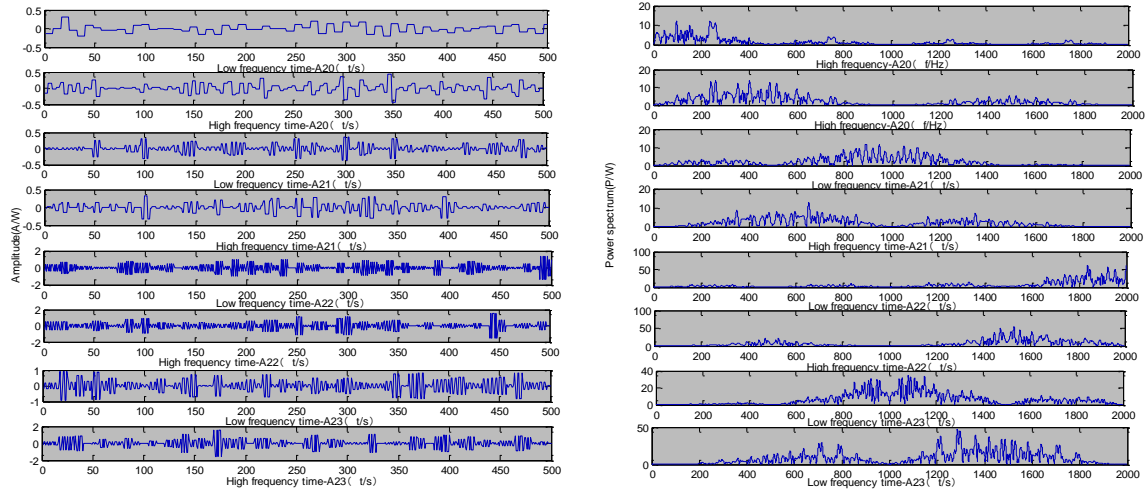 Amplitude(A/W)
0.5
0
-0.5
0 50 100 150 200 250 300 350 400 450 500
Low frequency time-A20( t/s)
0.5
0
-0.5
0 50 100 150 200 250 300 350 400 450 500
High frequency time-A20( t/s)
0.5
0
-0.5
0 50 100 150 200 250 300 350 400 450 500
Low frequency time-A21( t/s)
0.5
0
-0.5
0 50 100 150 200 250 300 350 400 450 500
High frequency time-A21( t/s)
2
0
-2
0 50 100 150 200 250 300 350 400 450 500
Low frequency time-A22( t/s)
2
0
-2
0 50 100 150 200 250 300 350 400 450 500
High frequency time-A22( t/s)
1
0
-1
0 50 100 150 200 250 300 350 400 450 500
Low frequency time-A23( t/s)
2
0
-2
0 50 100 150 200 250 300 350 400 450 500
High frequency time-A23( t/s)
Power spectrum(P/W)
20
10
0
0 200 400 600 800 1000 1200 1400 1600 1800 2000
High frequency-A20( f/Hz)
20
10
0
0 200 400 600 800 1000 1200 1400 1600 1800 2000
High frequency-A20( f/Hz)
20
10
0
0 200 400 600 800 1000 1200 1400 1600 1800 2000
Low frequency time-A21( t/s)
20
10
0
0 200 400 600 800 1000 1200 1400 1600 1800 2000
High frequency time-A21( t/s)
100
50
0
0 200 400 600 800 1000 1200 1400 1600 1800 2000
Low frequency time-A22( t/s)
100
50
0
0 200 400 600 800 1000 1200 1400 1600 1800 2000
High frequency time-A22( t/s)
40
20
0
0 200 400 600 800 1000 1200 1400 1600 1800 2000
Low frequency time-A23( t/s)
50
0
0 200 400 600 800 1000 1200 1400 1600 1800 2000
Low frequency time-A23( t/s)